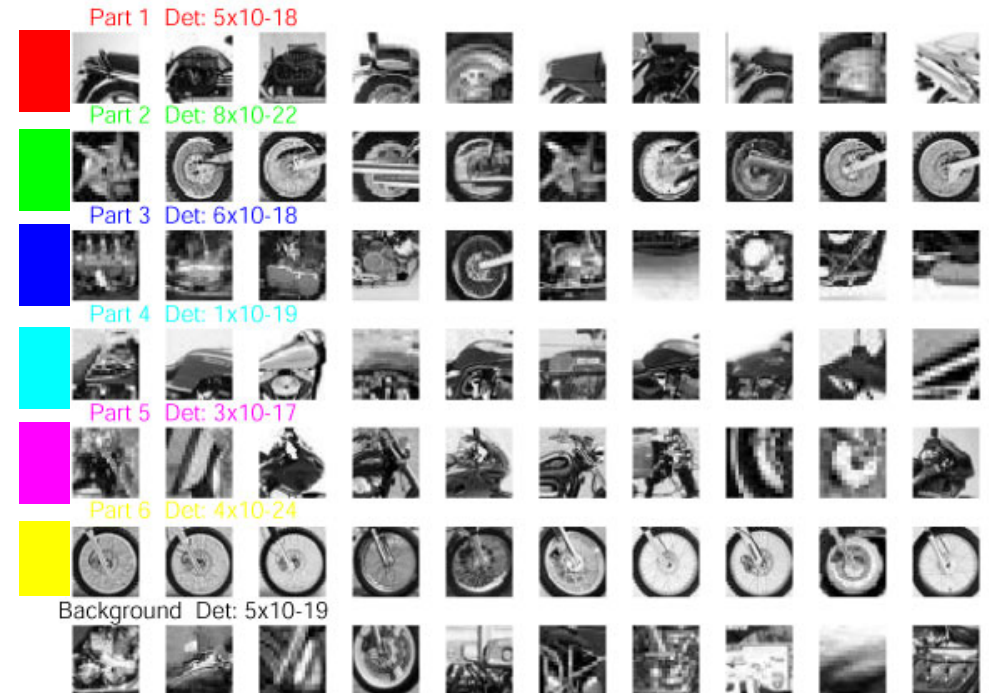 Part 1 Det: 5x10-18
Part 2 Det: 8x10-22
Part 3 Det: 6x10-18
Part 4 Det: 1x10-19
Part 5 Det: 3x10-17
Part 6 Det: 4x10-24
Background Det: 5x10-19